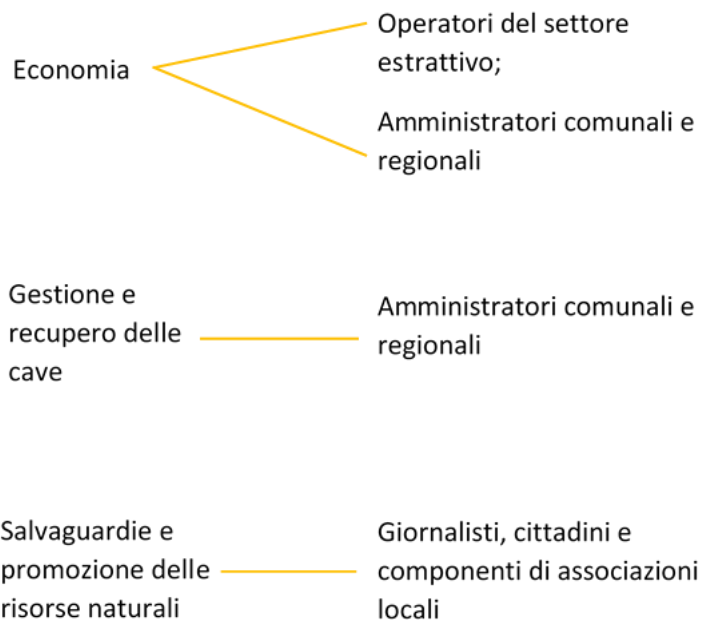 Economia
Operatori del settore
estrattivo;
Amministratori comunali e
regionali
Gestione e
recupero delle
cave
Amministratori comunali e
regionali
Salvaguardie e
promozione delle
risorse naturali
Giornalisti, cittadini e
componenti di associazioni
locali